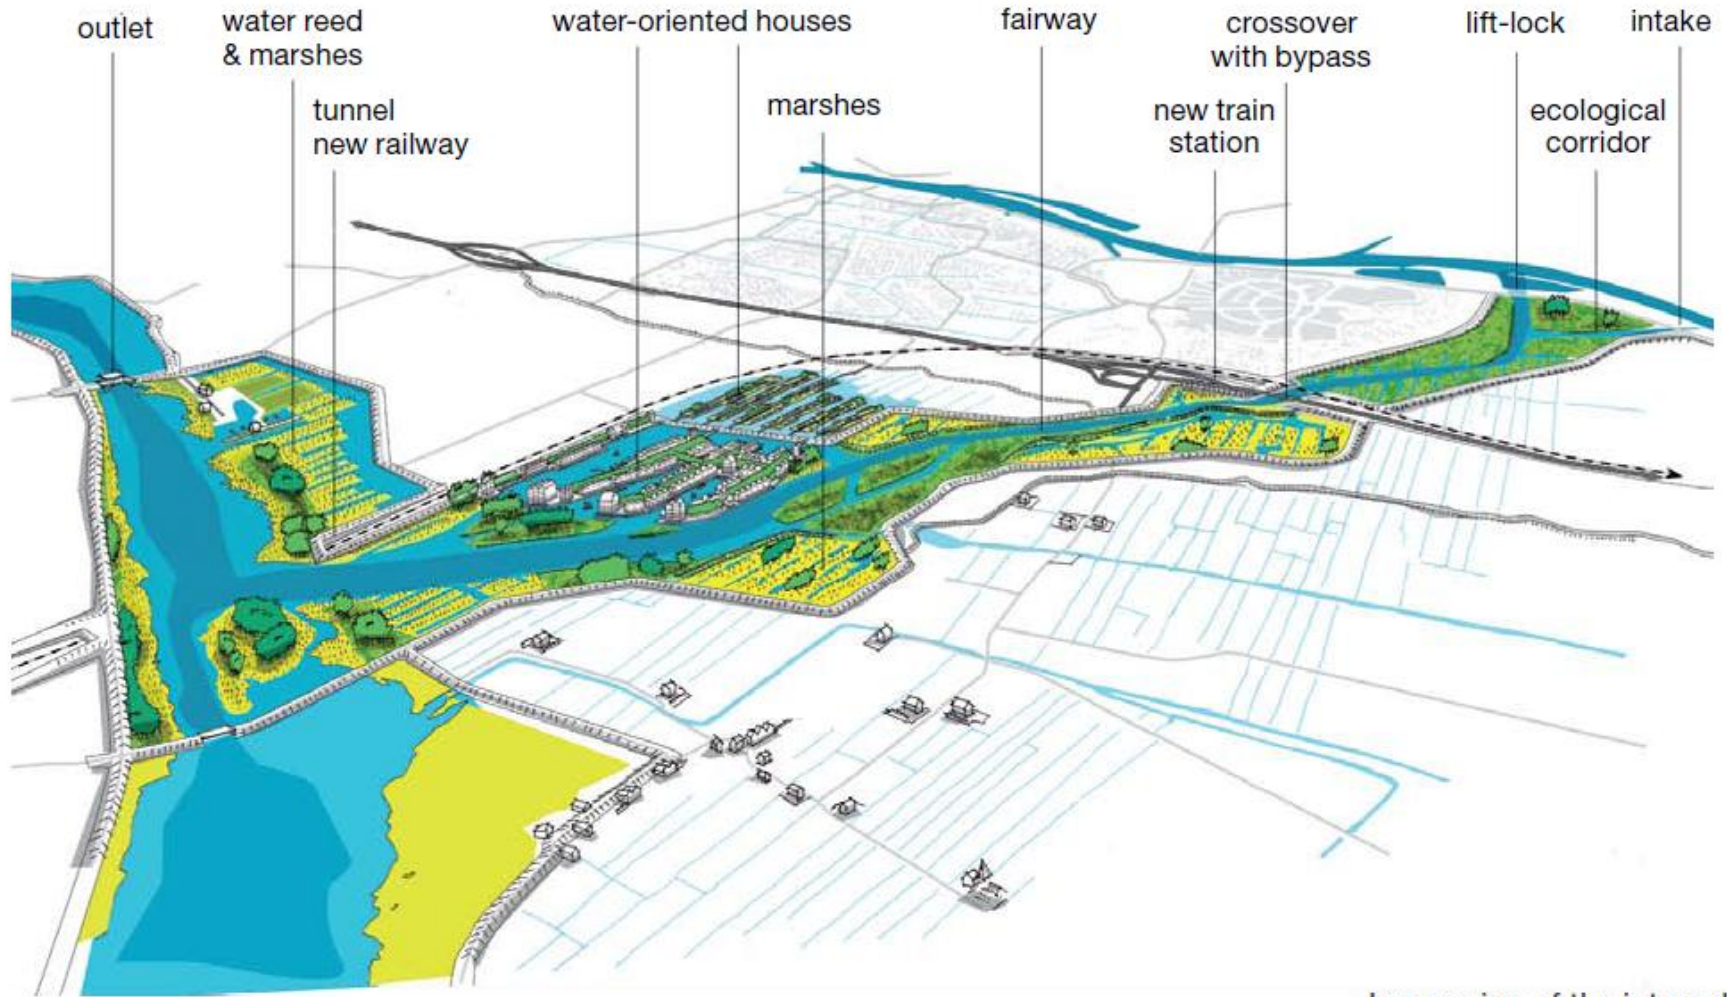 outlet
water reed
& marshes
tunnel
new railway
water-oriented houses
marshes
fairway
new train
station
crossover
with bypass
lift-lock
ecological
corridor
intake